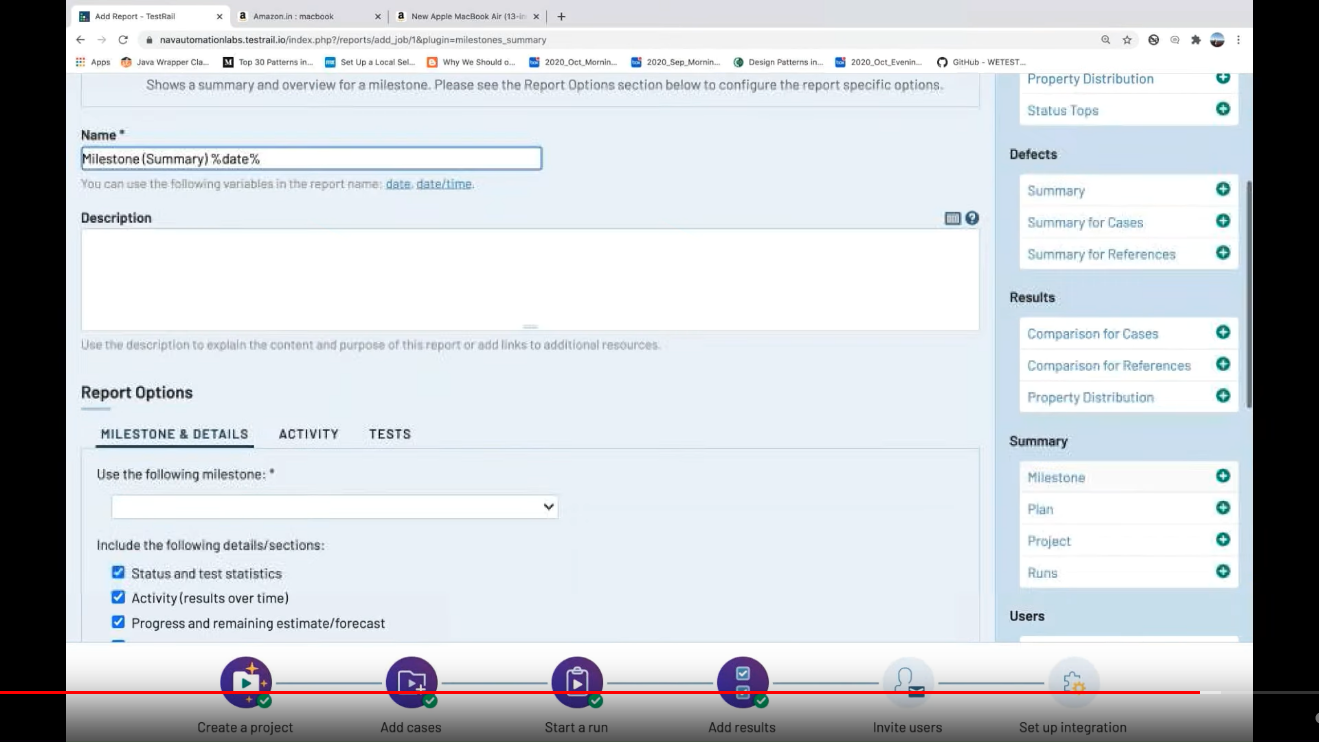 Add Report - TestRail
Amazon.in : macbook
New Apple MacBook Air (13-in
navautomationlabs.testrail.io/index.php?/reports/add_job/1&plugin=milestones_summary
Apps
Java Wrapper Cla...
Top 30 Patterns in...
Set Up a Local Sel...
Why We Should o...
2020_Oct_Mornin...
2020_Sep_Mornin...
Design Patterns in...
2020_Oct_Evenin...
GitHub - WETEST...
Shows a summary and overview for a milestone. Please see the Report Options section below to configure the report specific options.
Name *
Milestone (Summary) %date%
You can use the following variables in the report name: date, date/time.
Description
Use the description to explain the content and purpose of this report or add links to additional resources.
Report Options
MILESTONE & DETAILS ACTIVITY TESTS
Use the following milestone: *
Include the following details/sections:
Status and test statistics
Activity (results over time)
Progress and remaining estimate/forecast
Property Distribution
Status Tops
Defects
Summary
Summary for Cases
Summary for References
Results
Comparison for Cases
Comparison for References
Property Distribution
Summary
Milestone
Plan
Project
Runs
Users
Create a project
Add cases
Start a run
Add results
Invite users
Set up integration